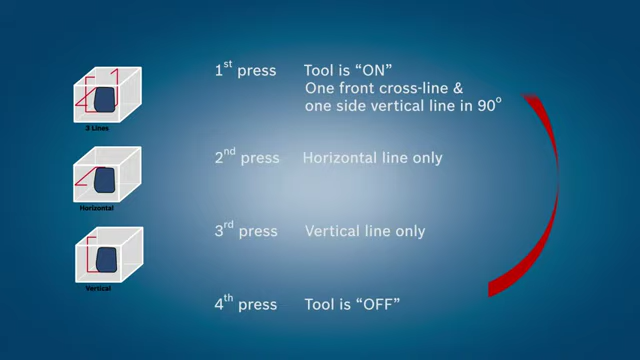 1st press Tool is “ON”
One front cross-line &
one side vertical line in 90°
3 Lines
2nd press Horizontal line only
Horizontal
3rd press Vertical line only
Vertical
4th press Tool is “OFF”